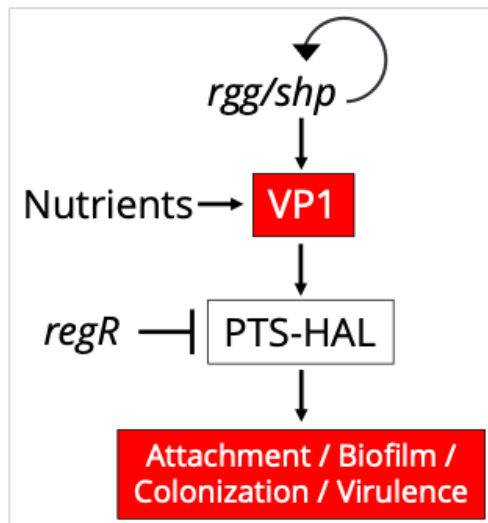 rgg/shp
Nutrients
VP1
regR
PTS-HAL
Attachment / Biofilm /
Colonization / Virulence